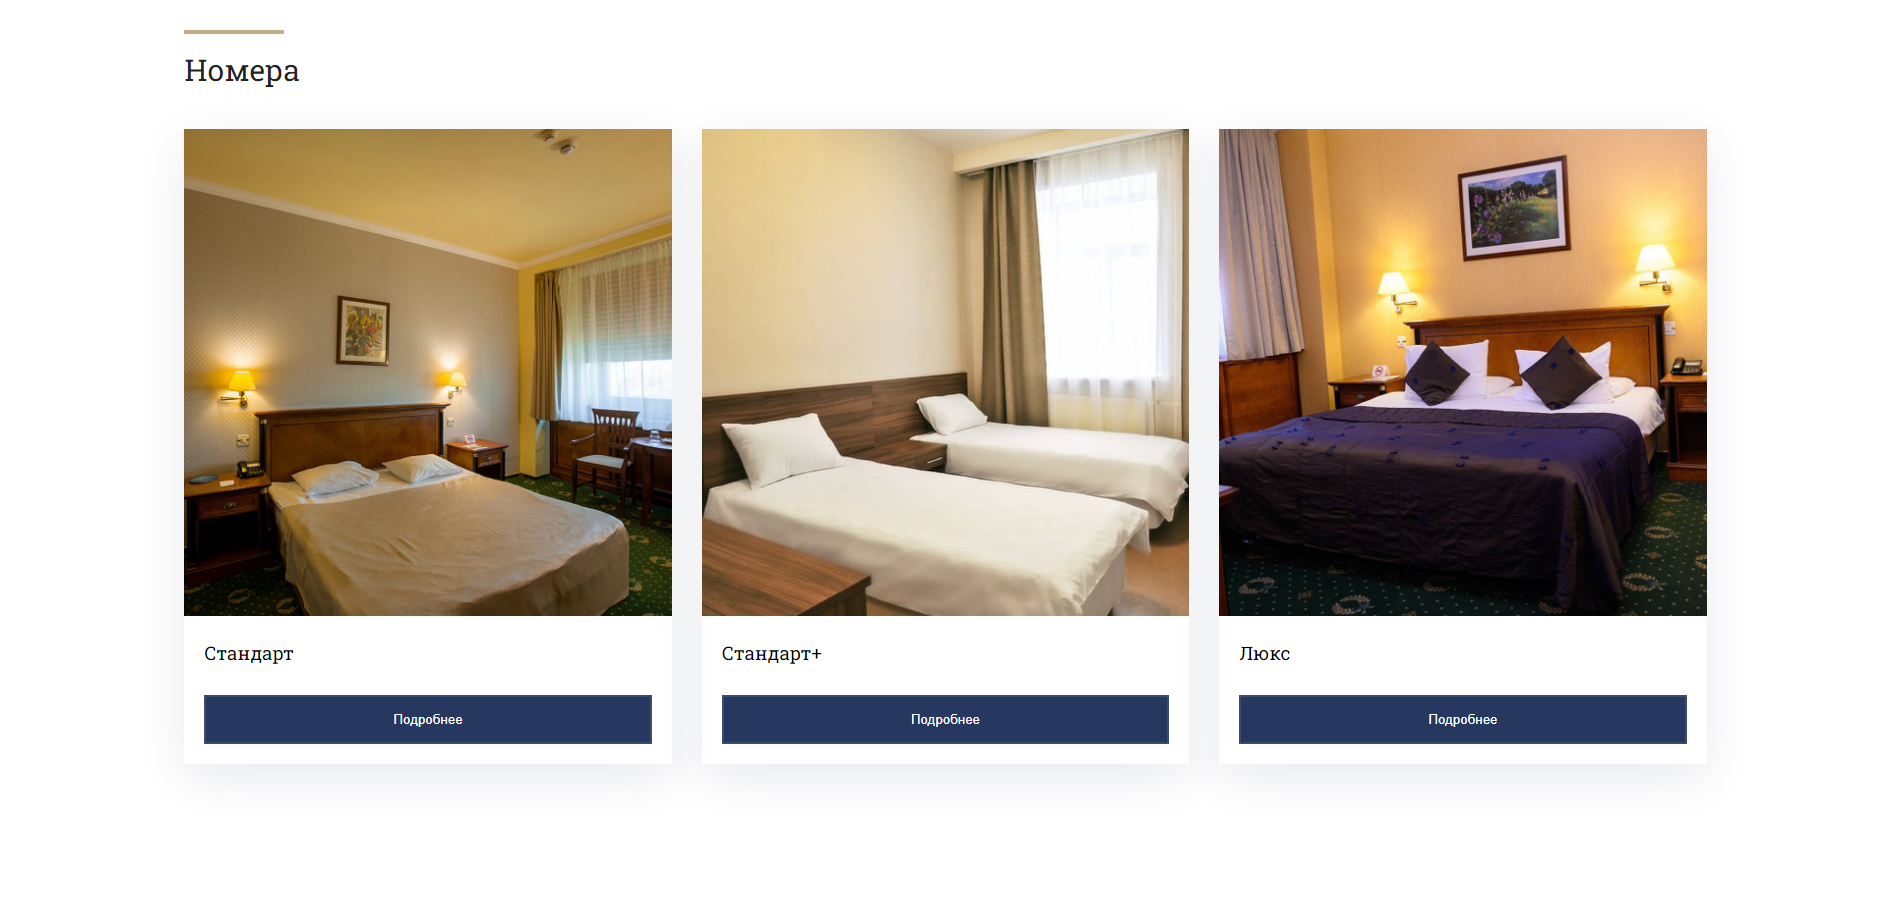 Номера
Стандарт
Подробнее
Стандарт+
Подробнее
Люкс
Подробнее